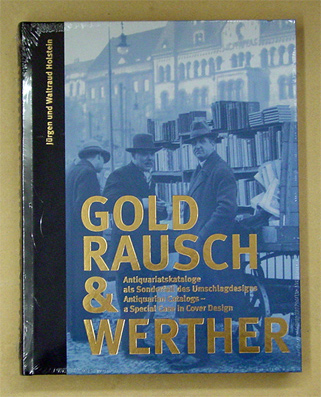 Jürgen und Waltraud Holstein
GOLD
RAUSCH
&
WERTHER
Antiquariatskataloge
als Sonderfall des Umschlagdesigns
Antiquarian Catalogs –
a Special Case in Cover Design